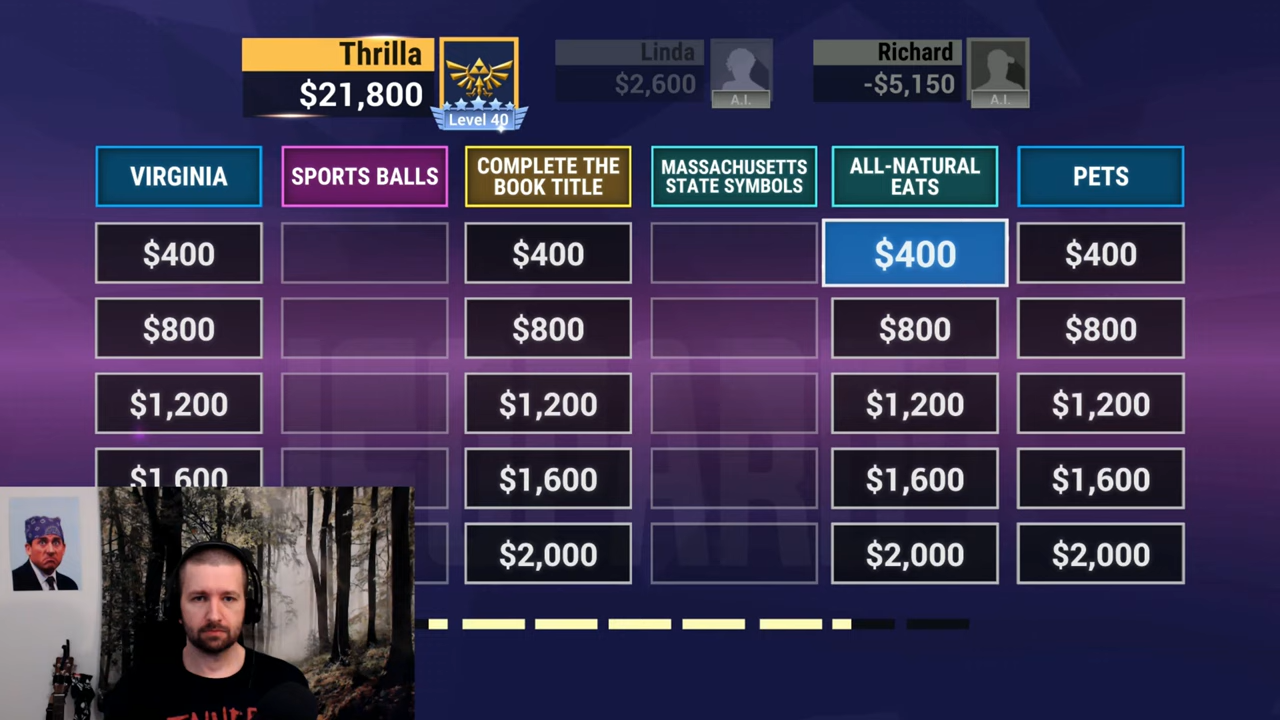 Thrilla
$21,800
Level 40
Linda
$2,600
A.I.
Richard
-$5,150
A.I.
VIRGINIA
SPORTS BALLS
COMPLETE THE
BOOK TITLE
MASSACHUSETTS
STATE SYMBOLS
ALL-NATURAL
EATS
PETS
$400
$400
$400
$400
$800
$800
$800
$800
$1,200
$1,200
$1,200
$1,200
$1,600
$1,600
$1,600
$1,600
$2,000
$2,000
$2,000